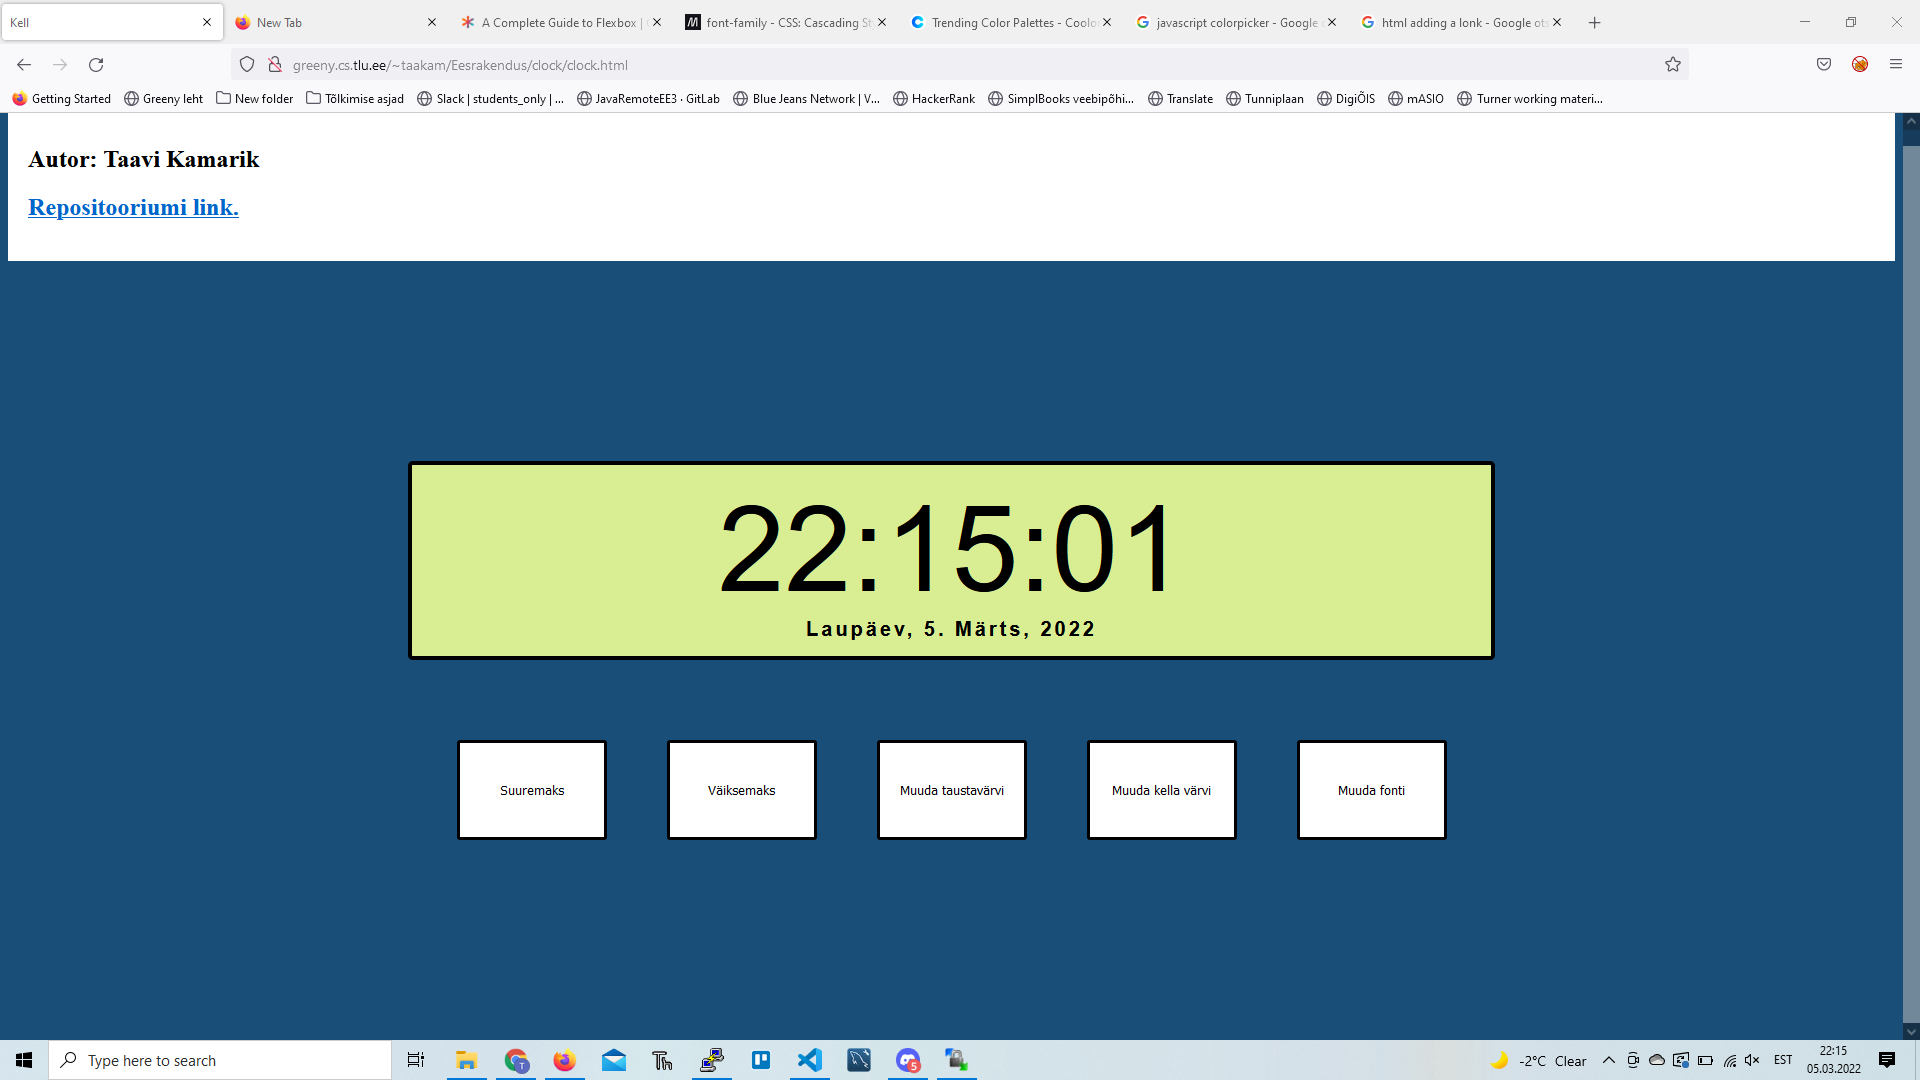 Kell
New Tab
A Complete Guide to Flexbox |
font-family - CSS: Cascading St
Trending Color Palettes - Coolo
javascript colorpicker - Google
html adding a lonk - Google ots
greeny.cs.tlu.ee/~taakam/Eesrakendus/clock/clock.html
Getting Started
Greeny leht
New folder
Tõlkimise asjad
Slack | students_only | ...
JavaRemoteEE3 · GitLab
Blue Jeans Network | V...
HackerRank
SimplBooks veebipõhi...
Translate
Tunniplaan
DigiÕIS
mASIO
Turner working materi...
Autor: Taavi Kamarik
Repositooriumi link.
22:15:01
Laupäev, 5. Märts, 2022
Suuremaks
Väiksemaks
Muuda taustavärvi
Muuda kella värvi
Muuda fonti
Type here to search
T
Th
5
-2°C Clear
EST
22:15
05.03.2022